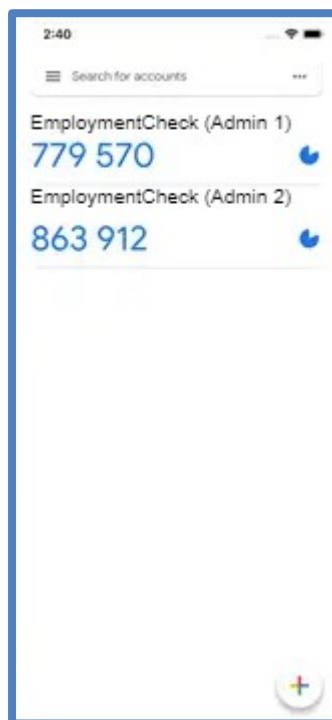 2:40
Search for accounts
EmploymentCheck (Admin 1)
779 570
EmploymentCheck (Admin 2)
863 912